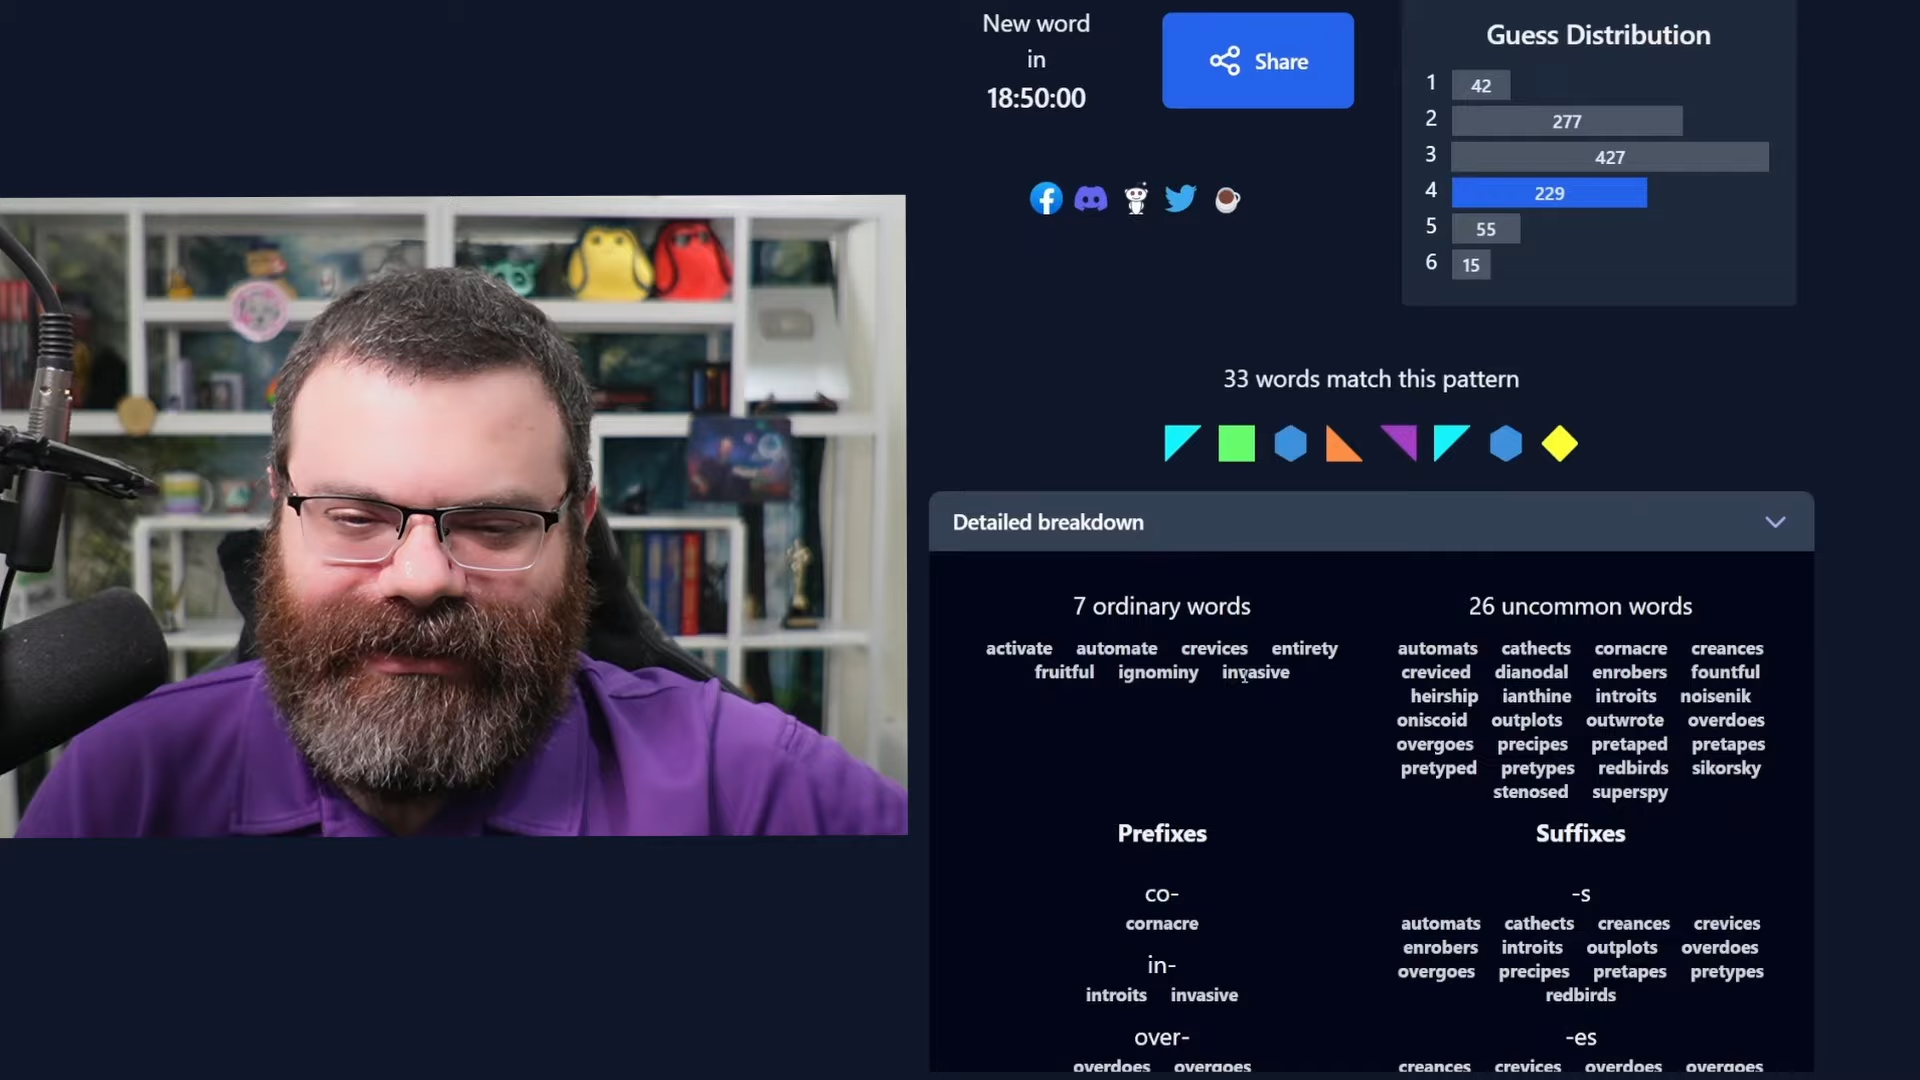 New word
in
18:50:00
Share
Guess Distribution
1 42
2 277
3 427
4 229
5 55
6 15
33 words match this pattern
Detailed breakdown
7 ordinary words
activate automate crevices entirety
fruitful ignominy invasive
26 uncommon words
automats cathects cornacre creances
creviced dianodal enrobers fountful
heirship ianthine introits noisenik
oniscoid outplots outwrote overdoes
overgoes precipes pretaped pretapes
pretyped pretypes redbirds sikorsky
stenosed superspy
Prefixes
co-
cornacre
in-
introits invasive
over-
overdoes overgoes
Suffixes
-s
automats cathects creances crevices
enrobers introits outplots overdoes
overgoes precipes pretapes pretypes
redbirds
-es
creances crevices overdoes overgoes